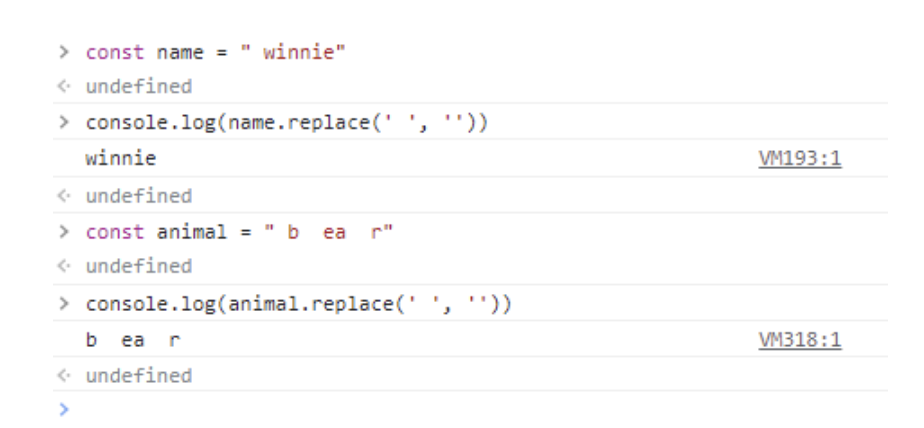 > const name = " winnie"
<· undefined
> console.log(name.replace(' ', ''))
winnie VM193:1
<· undefined
> const animal = " b  ea  r"
<· undefined
> console.log(animal.replace(' ', ''))
b  ea  r VM318:1
<· undefined
>